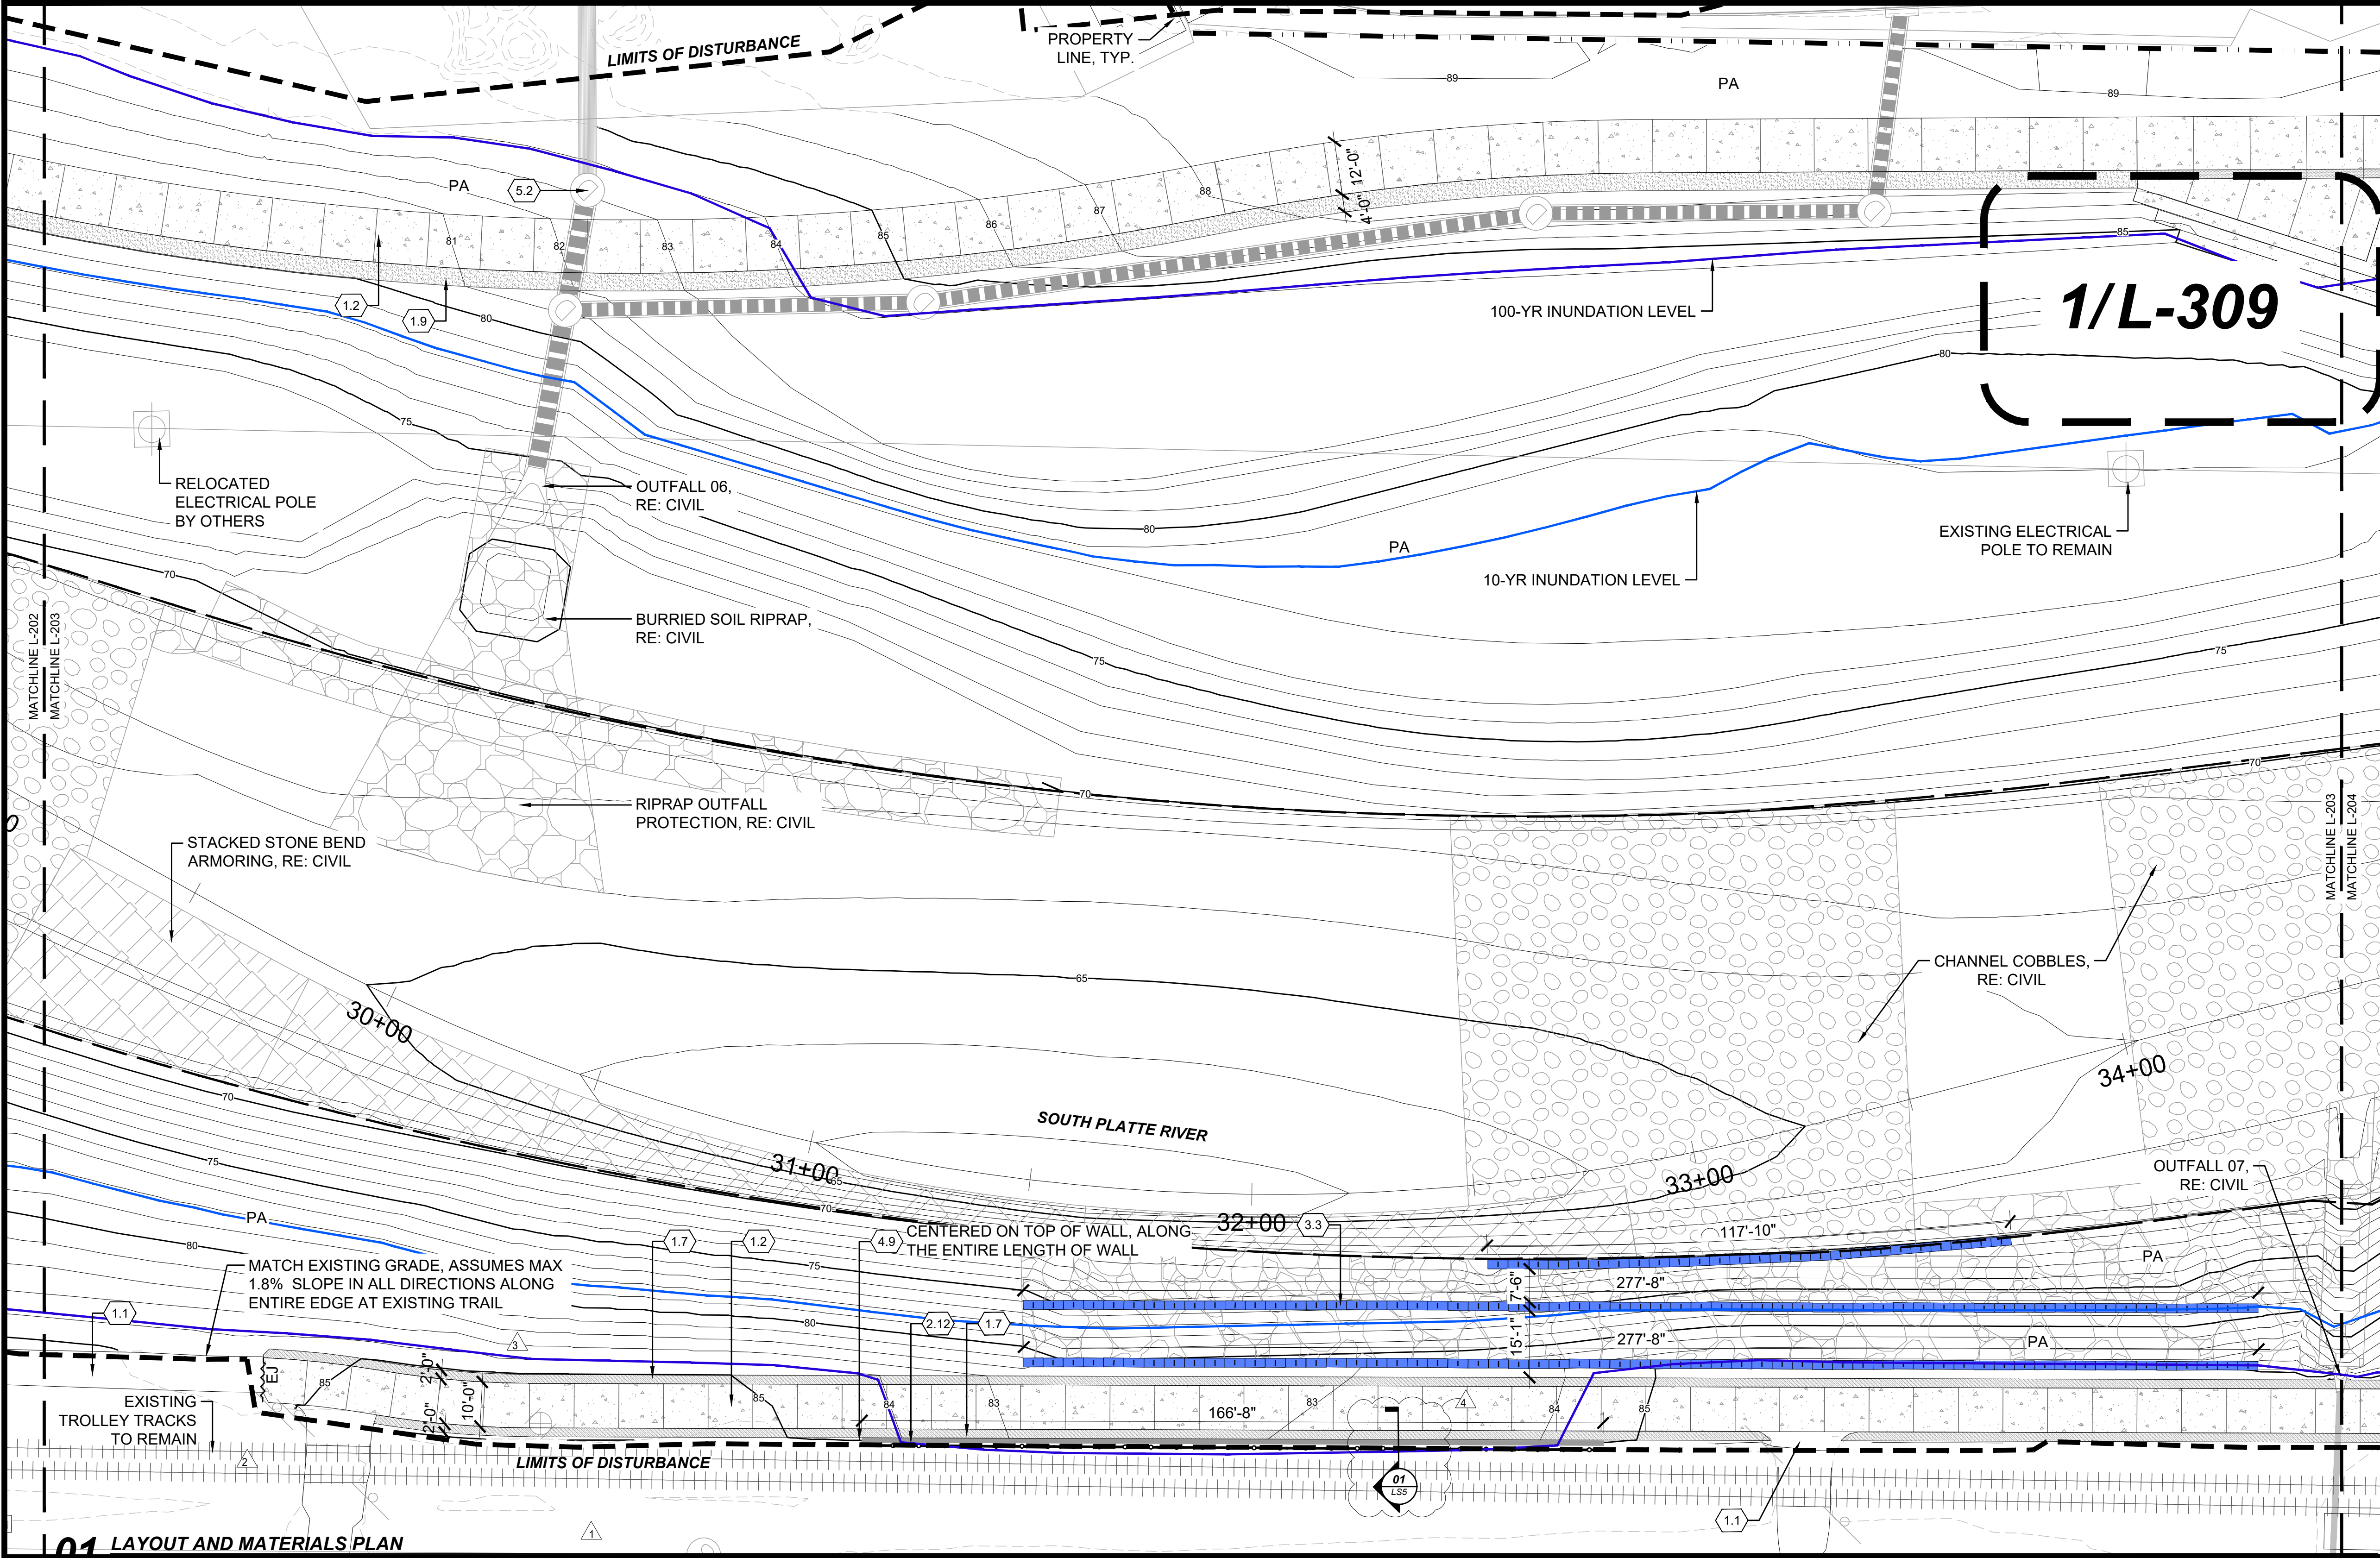 LIMITS OF DISTURBANCE
PROPERTY
LINE, TYP.
89
PA
89
PA
5.2
88
12'-0"
4'-0"
87
86
85
84
83
82
81
85
1.2
1.9
80
100-YR INUNDATION LEVEL
1/L-309
80
75
RELOCATED
ELECTRICAL POLE
BY OTHERS
OUTFALL 06,
RE: CIVIL
80
PA
EXISTING ELECTRICAL
POLE TO REMAIN
10-YR INUNDATION LEVEL
70
BURRIED SOIL RIPRAP,
RE: CIVIL
MATCHLINE L-202
MATCHLINE L-203
75
75
70
70
RIPRAP OUTFALL
PROTECTION, RE: CIVIL
0
STACKED STONE BEND
ARMORING, RE: CIVIL
MATCHLINE L-203
MATCHLINE L-204
65
CHANNEL COBBLES,
RE: CIVIL
30+00
34+00
70
SOUTH PLATTE RIVER
75
31+00
65
33+00
OUTFALL 07,
RE: CIVIL
70
PA
32+00
3.3
1.7
1.2
4.9
CENTERED ON TOP OF WALL, ALONG
THE ENTIRE LENGTH OF WALL
117'-10"
80
PA
MATCH EXISTING GRADE, ASSUMES MAX
1.8% SLOPE IN ALL DIRECTIONS ALONG
ENTIRE EDGE AT EXISTING TRAIL
75
7'-6"
277'-8"
1.1
80
2.12
1.7
15'-1"
277'-8"
PA
3
EJ
85
2'-0"
10'-0"
2'-0"
85
84
83
166'-8"
83
4
84
85
EXISTING
TROLLEY TRACKS
TO REMAIN
2
LIMITS OF DISTURBANCE
01
LS5
1.1
1
01 LAYOUT AND MATERIALS PLAN